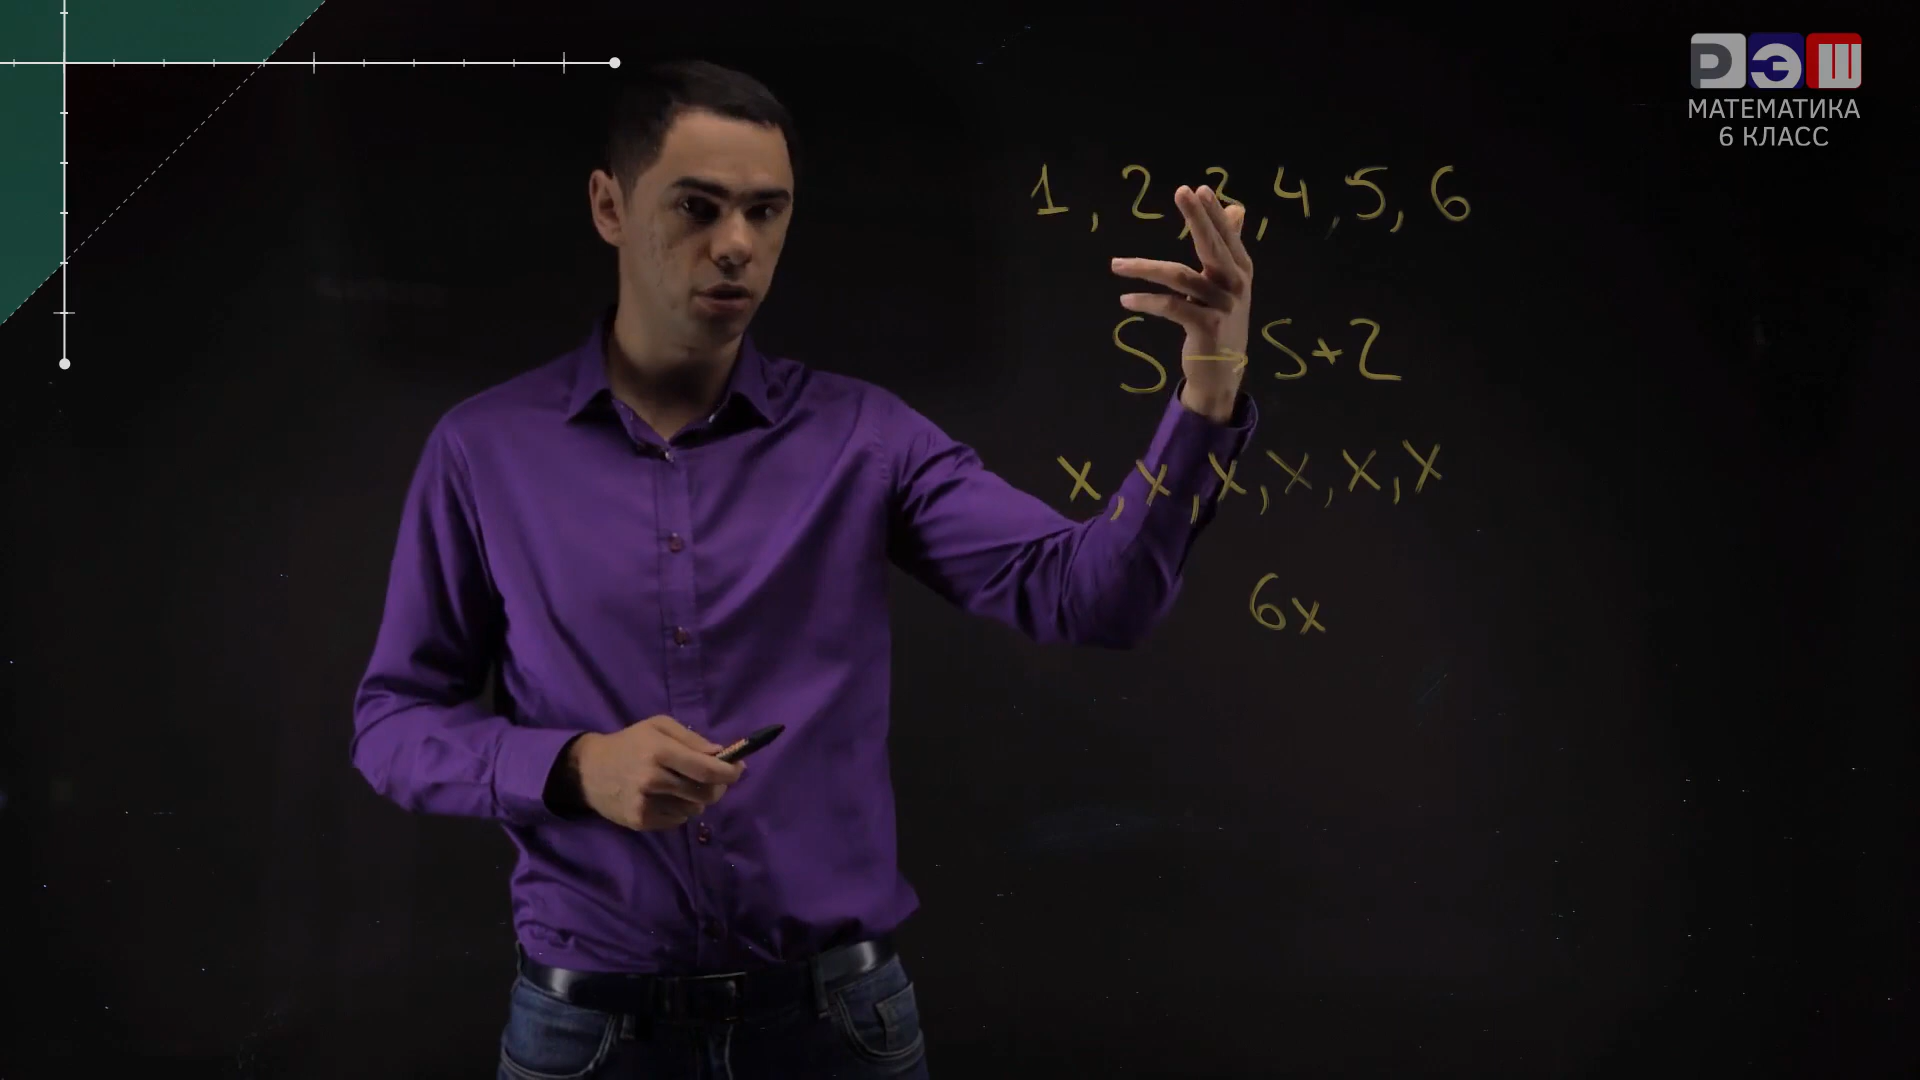 РЭШ
МАТЕМАТИКА
6 КЛАСС
1, 2, 3, 4, 5, 6
S → S+2
x, x, x, x, x, x
6x